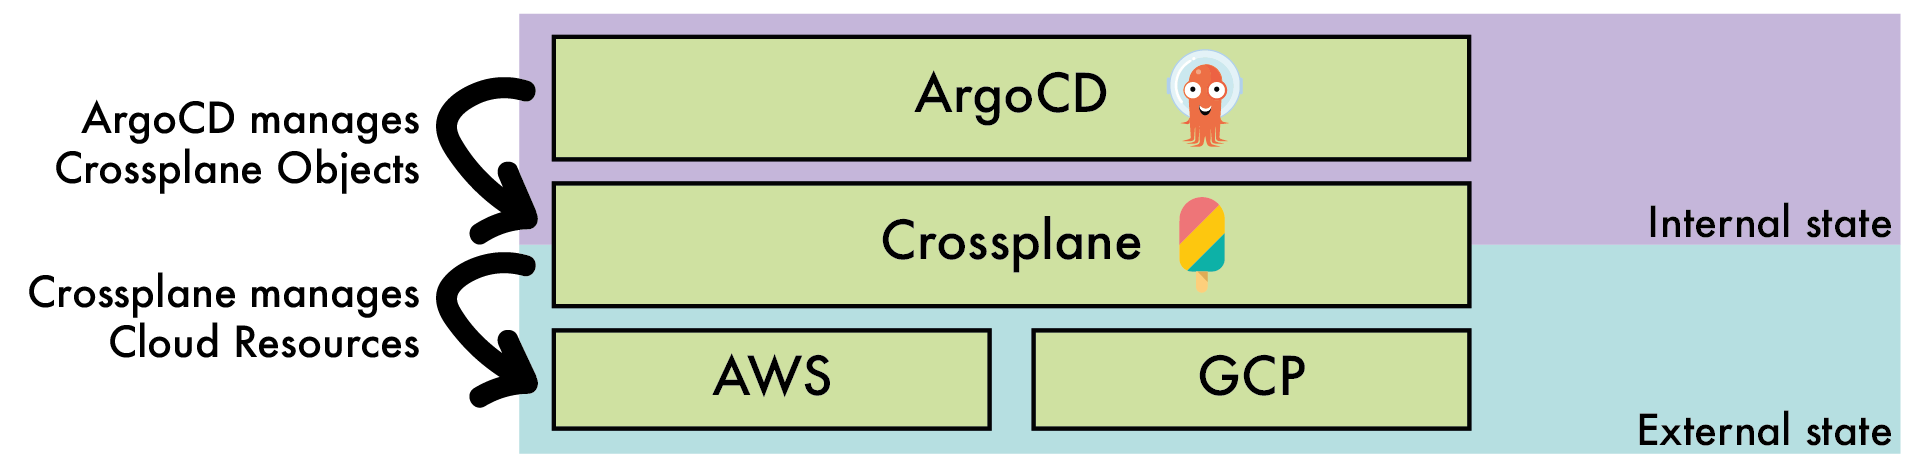 ArgoCD
ArgoCD manages
Crossplane Objects
Crossplane
Internal state
Crossplane manages
Cloud Resources
AWS
GCP
External state